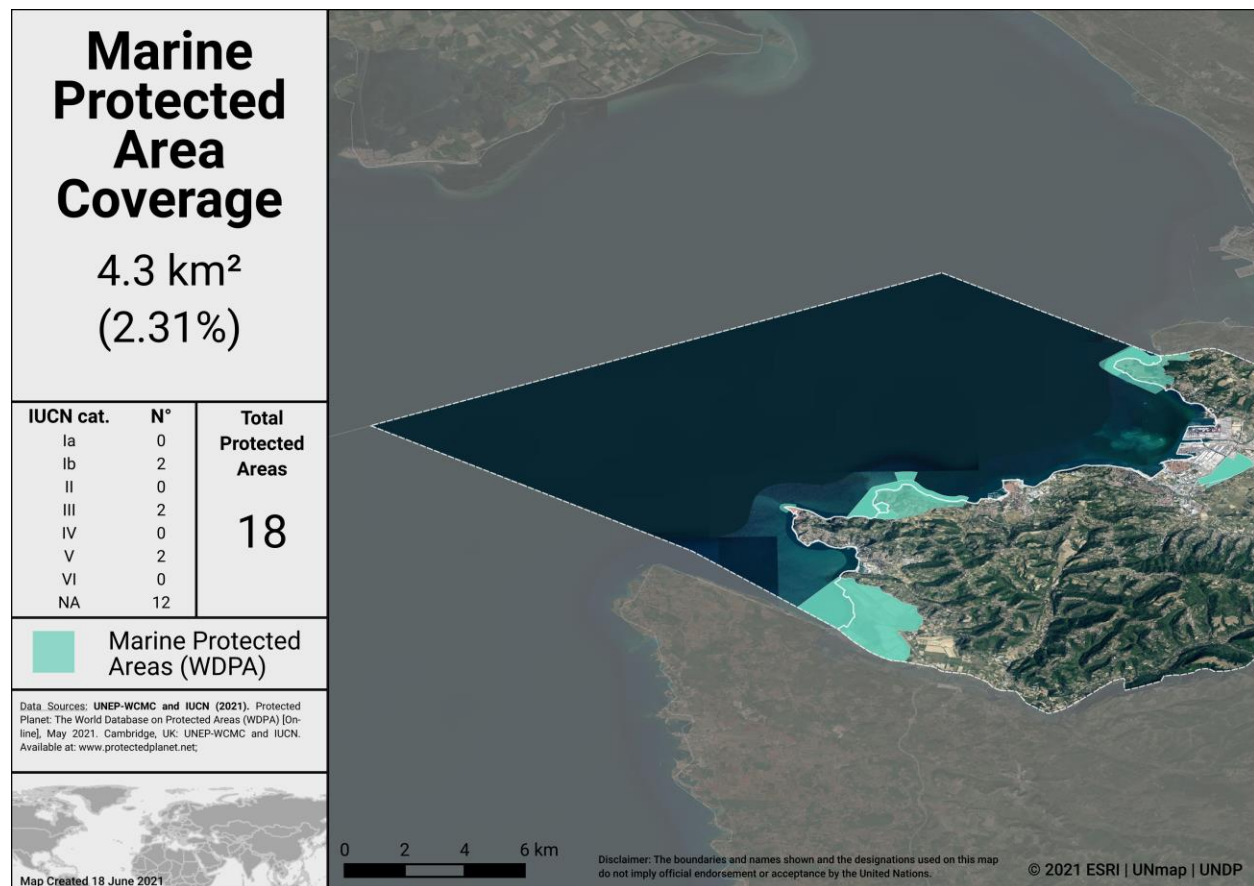 Marine
Protected
Area
Coverage
4.3 km²
(2.31%)
IUCN cat. N°
Ia 0
Ib 2
II 0
III 2
IV 0
V 2
VI 0
NA 12
Total
Protected
Areas
18
Marine Protected
Areas (WDPA)
Data Sources: UNEP-WCMC and IUCN (2021). Protected
Planet: The World Database on Protected Areas (WDPA) [On-
line], May 2021. Cambridge, UK: UNEP-WCMC and IUCN.
Available at: www.protectedplanet.net;
Map Created 18 June 2021
0 2 4 6 km
Disclaimer: The boundaries and names shown and the designations used on this map
do not imply official endorsement or acceptance by the United Nations.
© 2021 ESRI | UNmap | UNDP